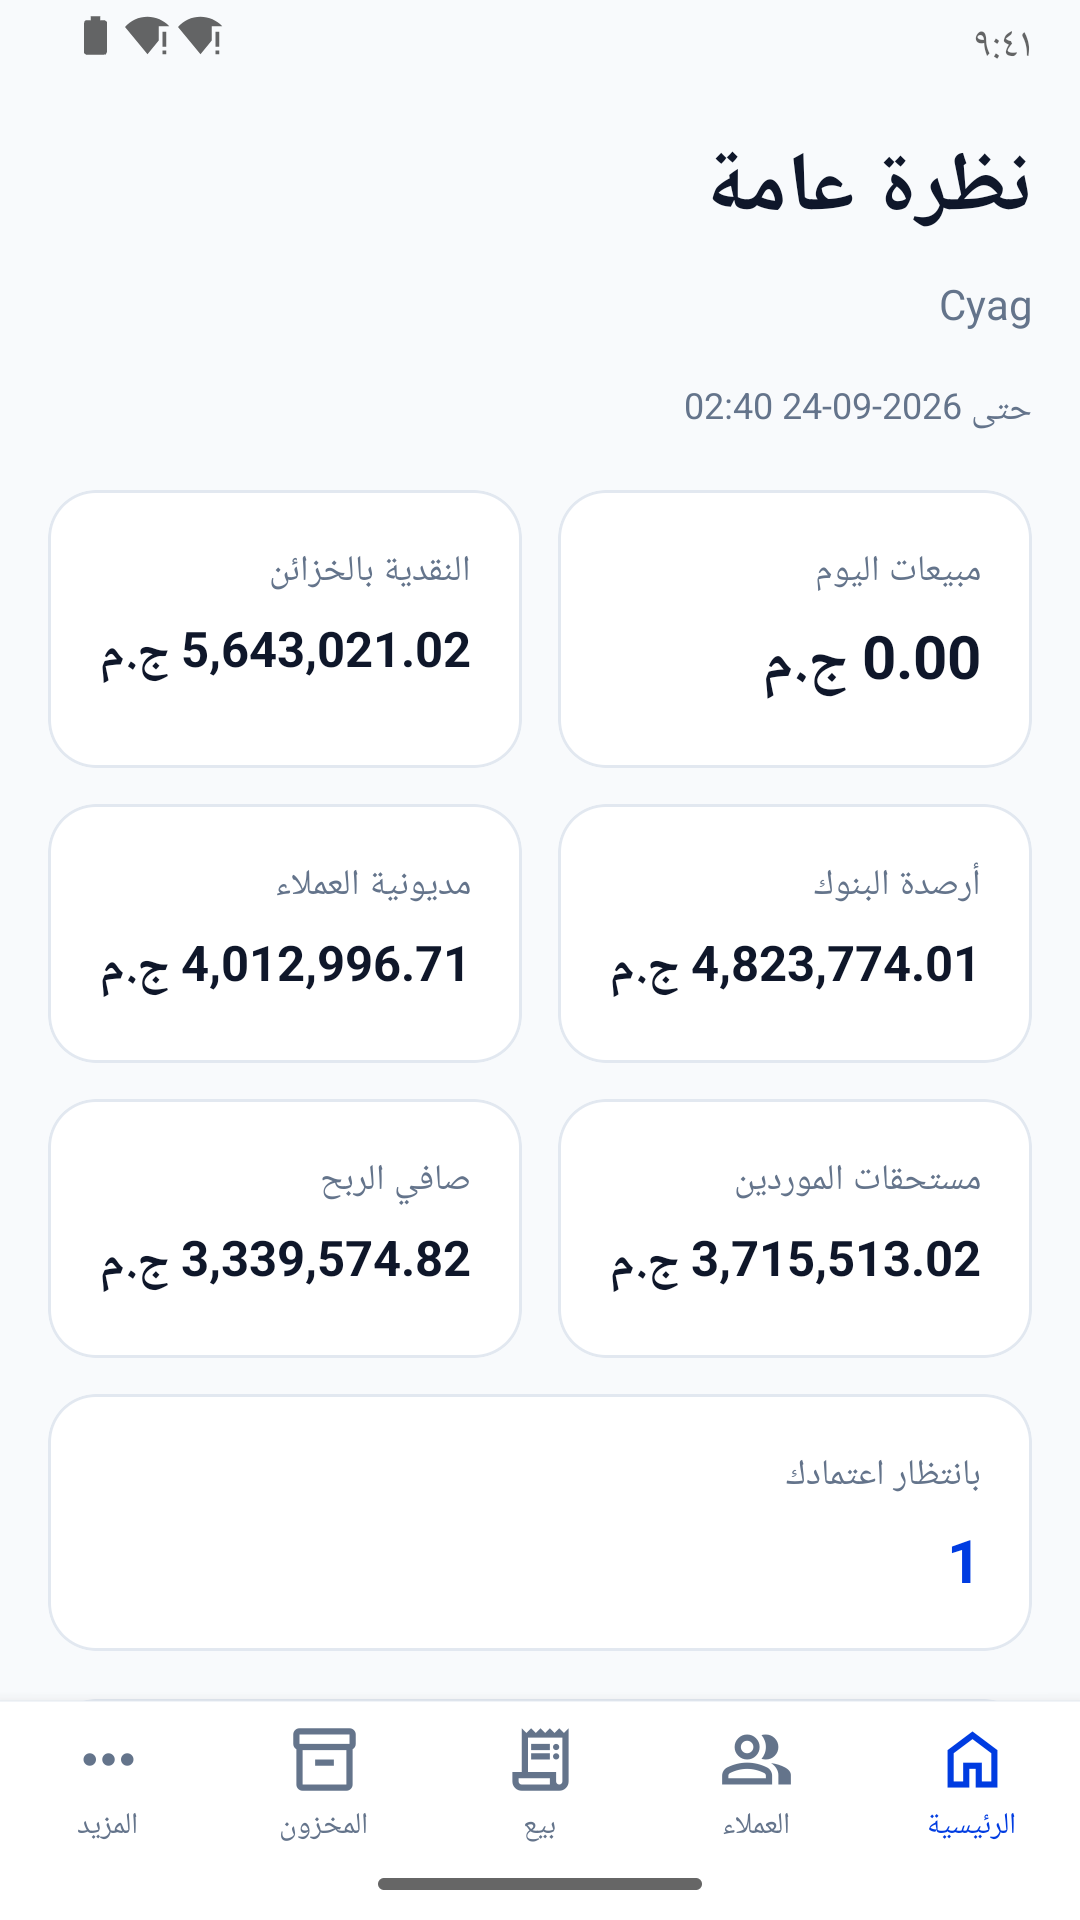 ٩:٤١
نظرة عامة
Cyag
حتى 2026-09-24 02:40
مبيعات اليوم
0.00 ج.م
النقدية بالخزائن
5,643,021.02 ج.م
أرصدة البنوك
4,823,774.01 ج.م
مديونية العملاء
4,012,996.71 ج.م
مستحقات الموردين
3,715,513.02 ج.م
صافي الربح
3,339,574.82 ج.م
بانتظار اعتمادك
1
الرئيسية
العملاء
بيع
المخزون
المزيد